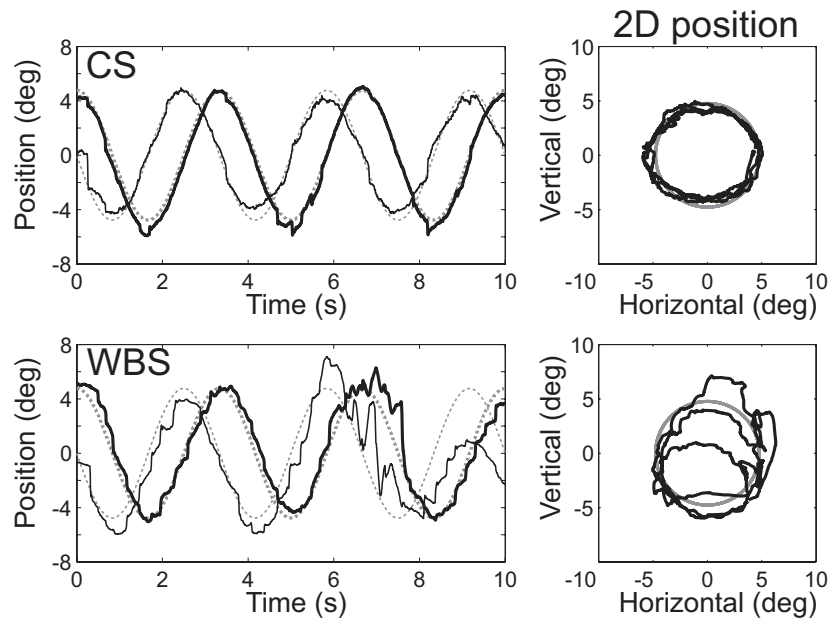 2D position
CS
Position (deg)
8
4
0
-4
-8
0 2 4 6 8 10
Time (s)
Vertical (deg)
10
5
0
-5
-10 -5 0 5 10
Horizontal (deg)
WBS
Position (deg)
8
4
0
-4
-8
0 2 4 6 8 10
Time (s)
Vertical (deg)
10
5
0
-5
-10
-10 -5 0 5 10
Horizontal (deg)